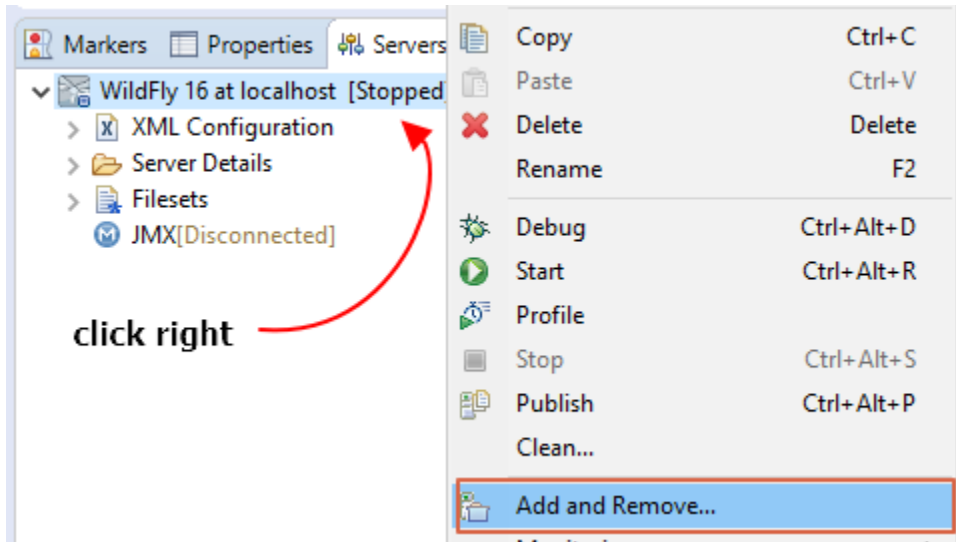 Markers Properties Servers
WildFly 16 at localhost [Stopped]
XML Configuration
Server Details
Filesets
JMX[Disconnected]
click right
Copy Ctrl+C
Paste Ctrl+V
Delete Delete
Rename F2
Debug Ctrl+Alt+D
Start Ctrl+Alt+R
Profile
Stop Ctrl+Alt+S
Publish Ctrl+Alt+P
Clean...
Add and Remove...